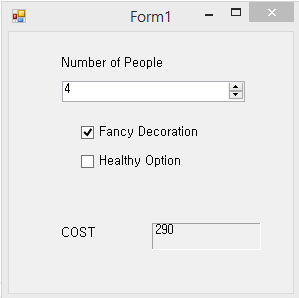 Form1
Number of People
4
Fancy Decoration
Healthy Option
COST
290